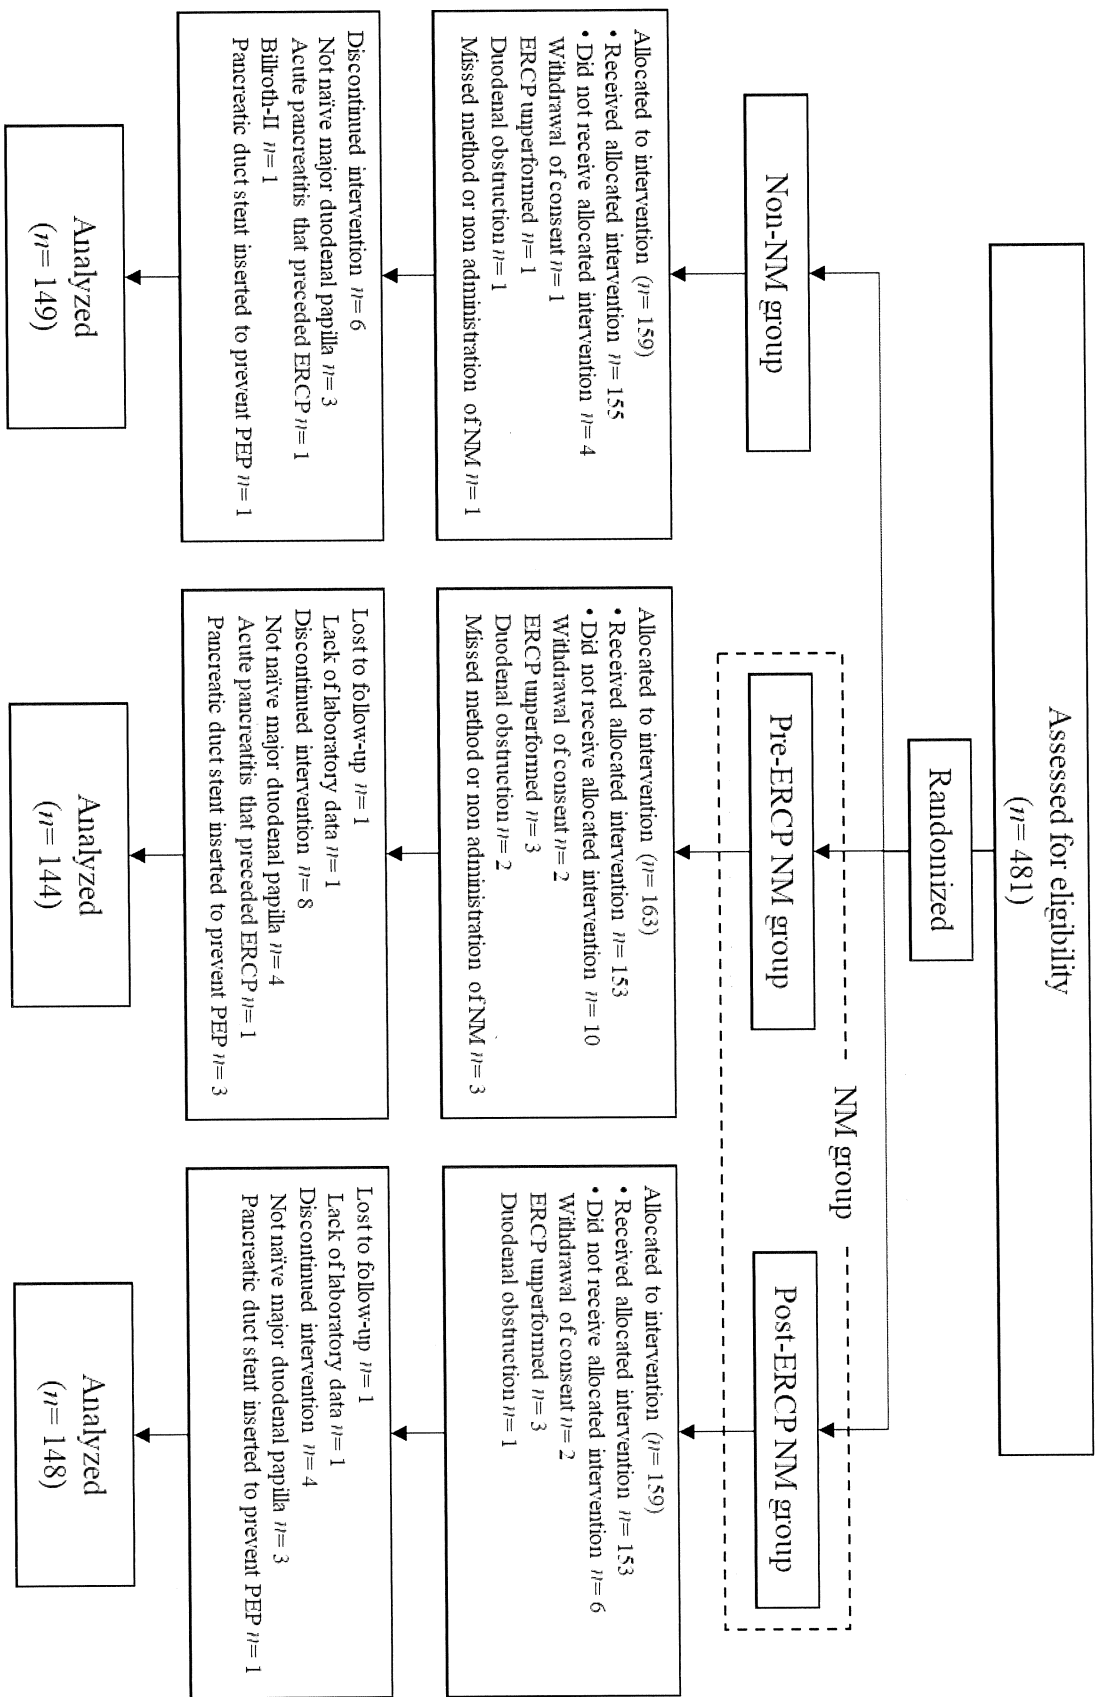 Assessed for eligibility
(n= 481)
Randomized
NM group
Non-NM group
Pre-ERCP NM group
Post-ERCP NM group
Allocated to intervention (n= 159)
• Received allocated intervention n= 155
• Did not receive allocated intervention n= 4
Withdrawal of consent n= 1
ERCP unperformed n= 1
Duodenal obstruction n= 1
Missed method or non administration of NM n= 1
Allocated to intervention (n= 163)
• Received allocated intervention n= 153
• Did not receive allocated intervention n= 10
Withdrawal of consent n= 2
ERCP unperformed n= 3
Duodenal obstruction n= 2
Missed method or non administration of NM n= 3
Allocated to intervention (n= 159)
• Received allocated intervention n= 153
• Did not receive allocated intervention n= 6
Withdrawal of consent n= 2
ERCP unperformed n= 3
Duodenal obstruction n= 1
Discontinued intervention n= 6
Not naïve major duodenal papilla n= 3
Acute pancreatitis that preceded ERCP n= 1
Billroth-II n= 1
Pancreatic duct stent inserted to prevent PEP n= 1
Lost to follow-up n= 1
Lack of laboratory data n= 1
Discontinued intervention n= 8
Not naïve major duodenal papilla n= 4
Acute pancreatitis that preceded ERCP n= 1
Pancreatic duct stent inserted to prevent PEP n= 3
Lost to follow-up n= 1
Lack of laboratory data n= 1
Discontinued intervention n= 4
Not naïve major duodenal papilla n= 3
Pancreatic duct stent inserted to prevent PEP n= 1
Analyzed
(n= 149)
Analyzed
(n= 144)
Analyzed
(n= 148)